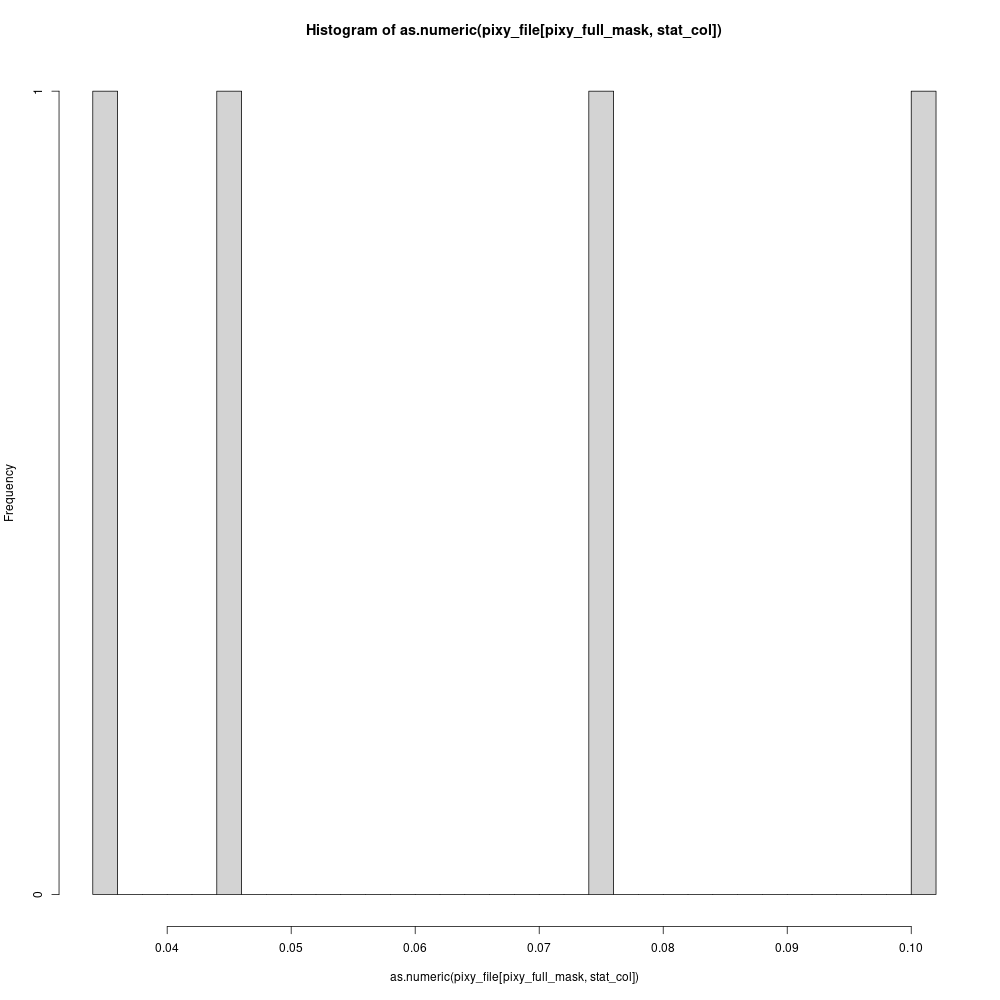 Histogram of as.numeric(pixy_file[pixy_full_mask, stat_col])
1
Frequency
0
0.04 0.05 0.06 0.07 0.08 0.09 0.10
as.numeric(pixy_file[pixy_full_mask, stat_col])